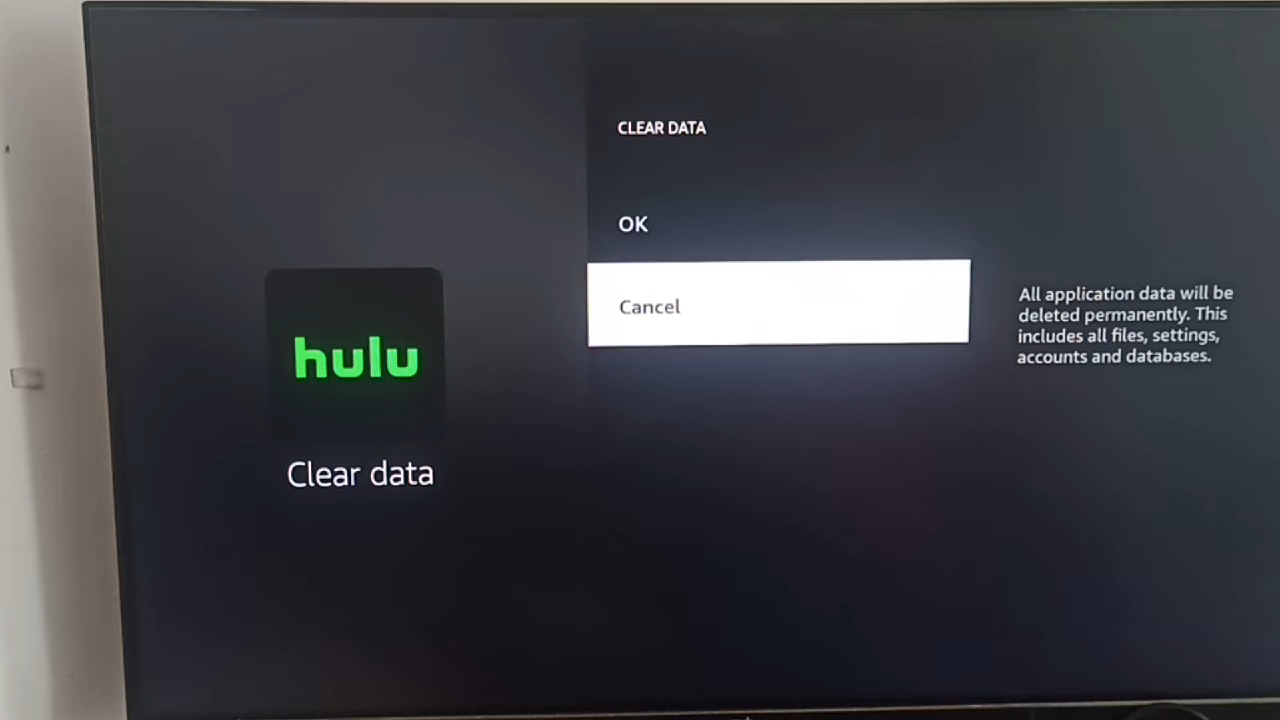 CLEAR DATA
OK
Cancel
All application data will be
deleted permanently. This
includes all files, settings,
accounts and databases.
hulu
Clear data